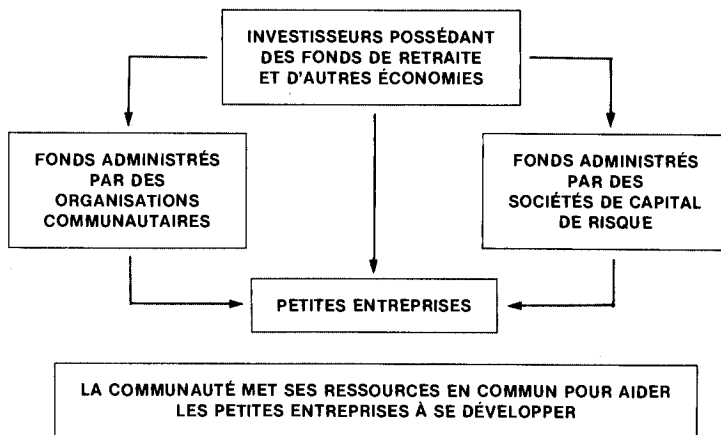 INVESTISSEURS POSSÉDANT
DES FONDS DE RETRAITE
ET D'AUTRES ÉCONOMIES
FONDS ADMINISTRÉS
PAR DES
ORGANISATIONS
COMMUNAUTAIRES
FONDS ADMINISTRÉS
PAR DES
SOCIÉTÉS DE CAPITAL
DE RISQUE
PETITES ENTREPRISES
LA COMMUNAUTÉ MET SES RESSOURCES EN COMMUN POUR AIDER
LES PETITES ENTREPRISES À SE DÉVELOPPER